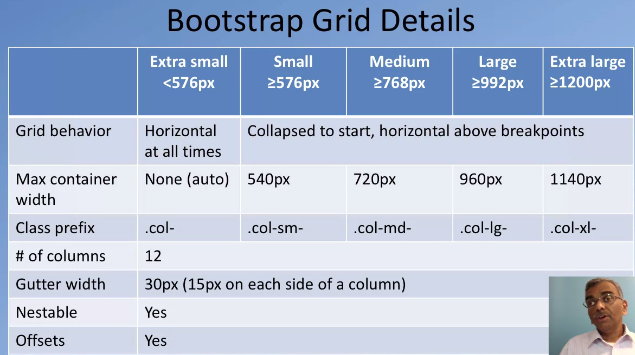 Bootstrap Grid Details
Extra small Small Medium Large Extra large
<576px ≥576px ≥768px ≥992px ≥1200px
Grid behavior Horizontal Collapsed to start, horizontal above breakpoints
at all times
Max container None (auto) 540px 720px 960px 1140px
width
Class prefix .col- .col-sm- .col-md- .col-lg- .col-xl-
# of columns 12
Gutter width 30px (15px on each side of a column)
Nestable Yes
Offsets Yes